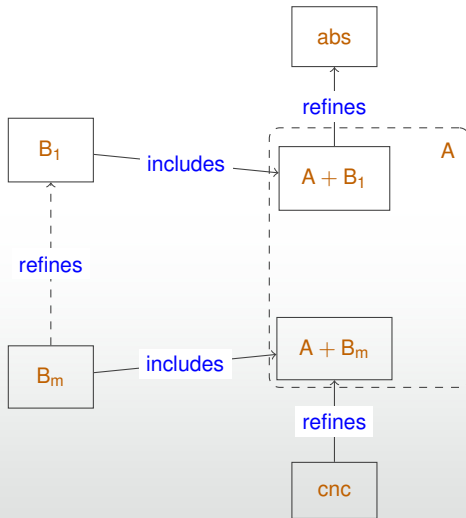 abs
refines
B₁
includes
A
A + B₁
refines
Bₘ
includes
A + Bₘ
refines
cnc